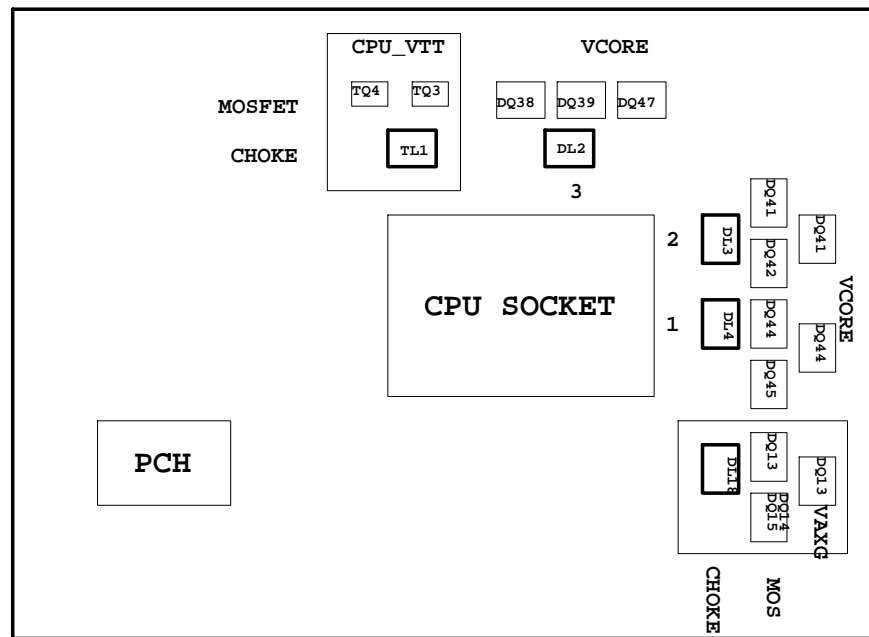 CPU_VTT
VCORE
TQ4
TQ3
DQ38
DQ39
DQ47
MOSFET
CHOKE
TL1
DL2
3
DQ41
2
DL3
DQ41
DQ42
CPU SOCKET
VCORE
1
DL4
DQ44
DQ44
DQ45
PCH
DL18
DQ13
DQ13
DQ14
DQ15
VAXG
CHOKE
MOS